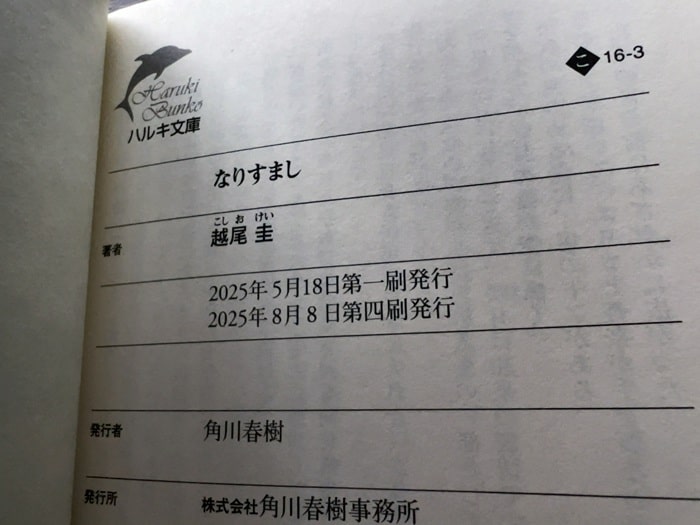 Haruki
Bunko
ハルキ文庫
こ 16-3
なりすまし
こしお けい
著者 越尾 圭
2025年5月18日第一刷発行
2025年8月8日第四刷発行
発行者 角川春樹
発行所 株式会社角川春樹事務所